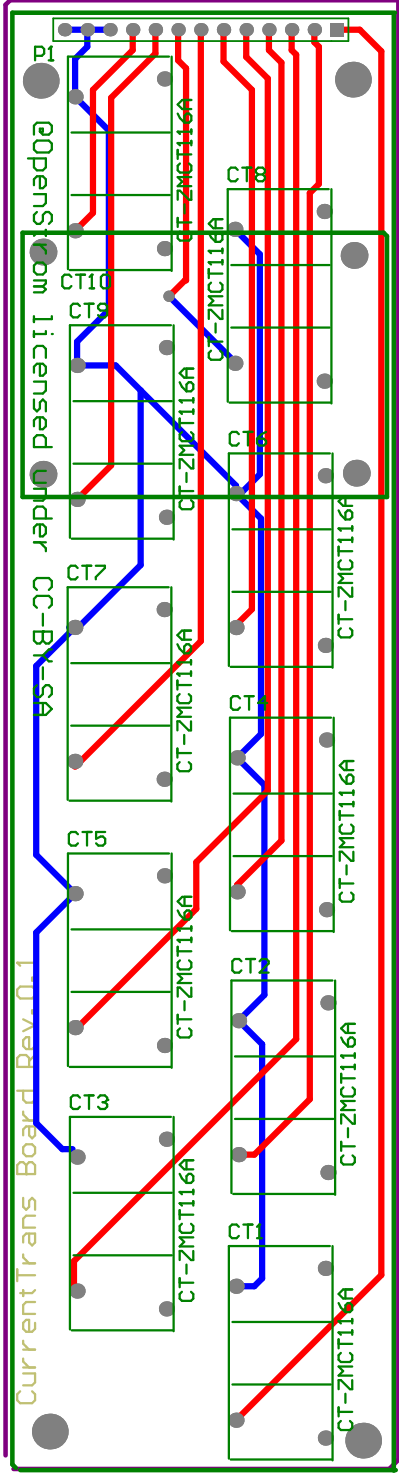 P1
CT8
CT-ZMCT116A
CT-ZMCT116A
CT10
CT9
@OpenStrom licensed under CC-BY-SA
CT-ZMCT116A
CT6
CT-ZMCT116A
CT7
CT-ZMCT116A
CT4
CT-ZMCT116A
CT5
CT-ZMCT116A
CT2
CT-ZMCT116A
CurrentTrans Board Rev.0.1
CT3
CT-ZMCT116A
CT1
CT-ZMCT116A